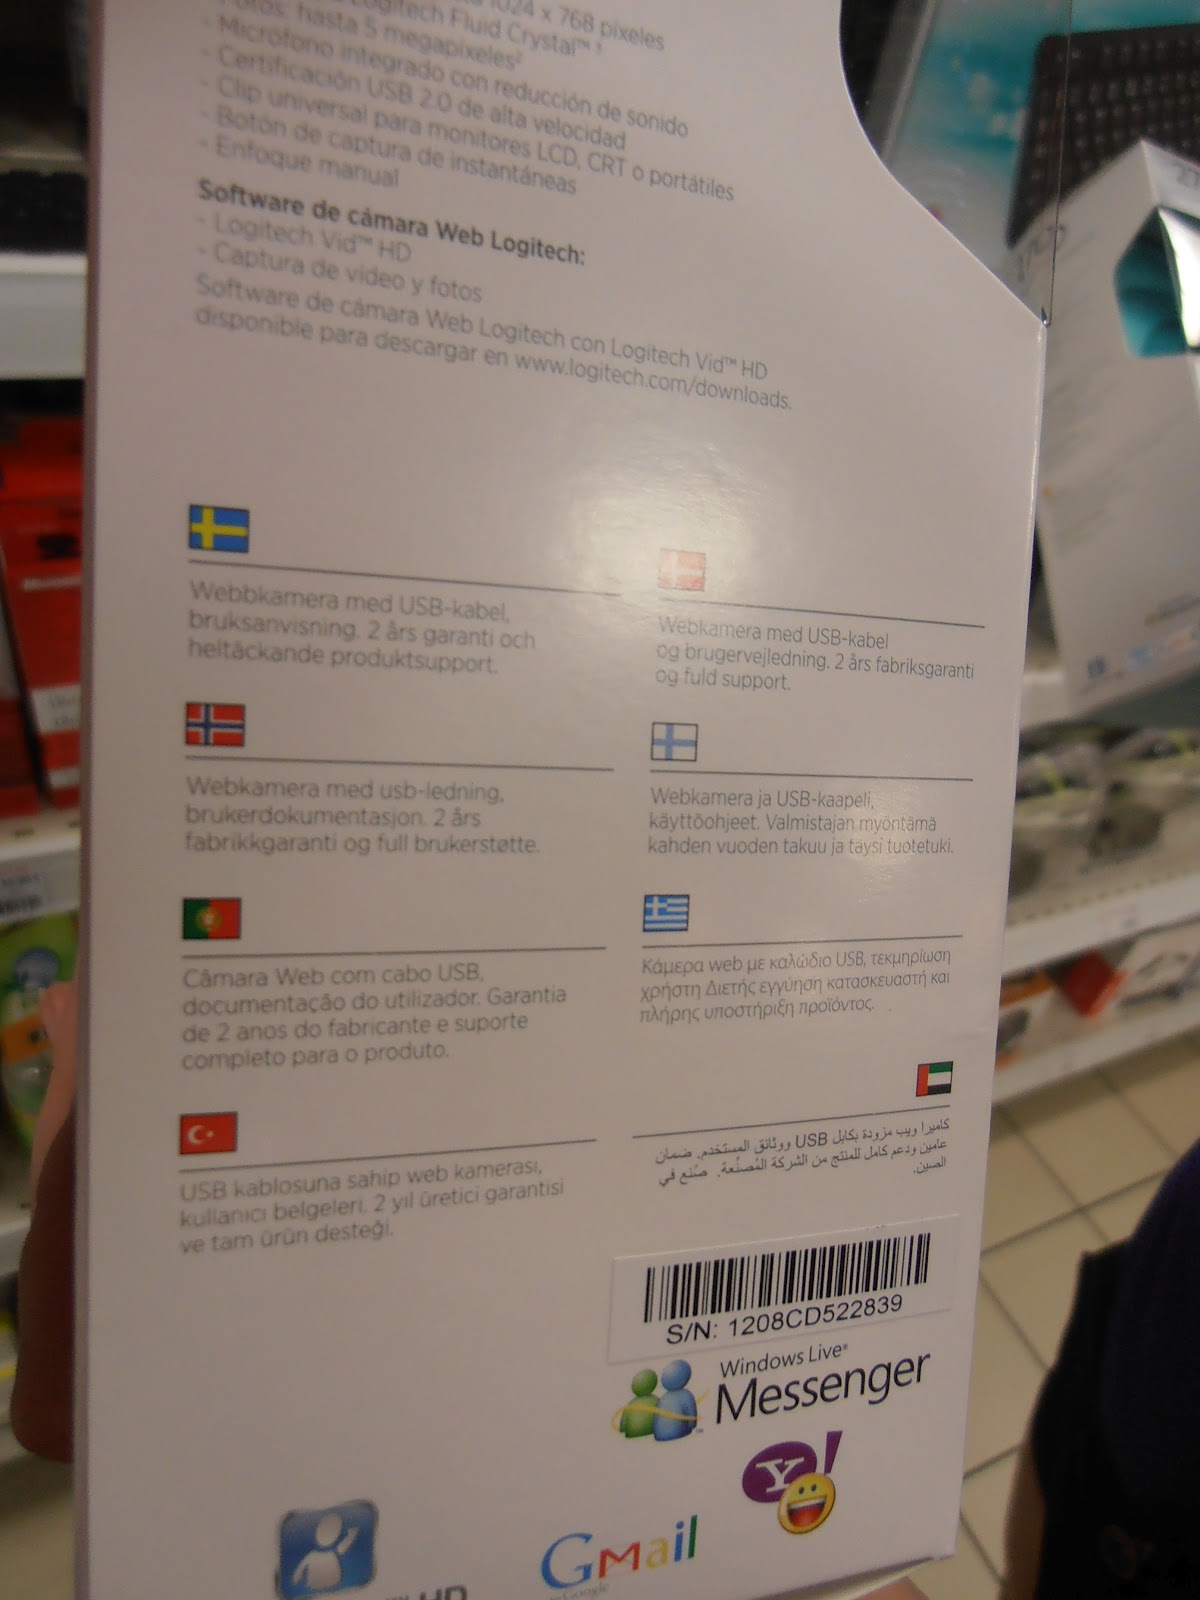 1024 x 768 píxeles
Logitech Fluid Crystal™ 1
Fotos: hasta 5 megapíxeles²
- Micrófono integrado con reducción de sonido
- Certificación USB 2.0 de alta velocidad
- Clip universal para monitores LCD, CRT o portátiles
- Botón de captura de instantáneas
- Enfoque manual
Software de cámara Web Logitech:
- Logitech Vid™ HD
- Captura de vídeo y fotos
Software de cámara Web Logitech con Logitech Vid™ HD
disponible para descargar en www.logitech.com/downloads.
Webbkamera med USB-kabel,
bruksanvisning. 2 års garanti och
heltäckande produktsupport.
Webkamera med USB-kabel
og brugervejledning. 2 års fabriksgaranti
og fuld support.
Webkamera med usb-ledning,
brukerdokumentasjon. 2 års
fabrikkgaranti og full brukerstøtte.
Webkamera ja USB-kaapeli,
käyttöohjeet. Valmistajan myöntämä
kahden vuoden takuu ja täysi tuotetuki.
Câmara Web com cabo USB,
documentação do utilizador. Garantia
de 2 anos do fabricante e suporte
completo para o produto.
Κάμερα web με καλώδιο USB, τεκμηρίωση
χρήστη Διετής εγγύηση κατασκευαστή και
πλήρης υποστήριξη προϊόντος.
USB kablosuna sahip web kamerası,
kullanıcı belgeleri. 2 yıl üretici garantisi
ve tam ürün desteği.
كاميرا ويب مزودة بكابل USB ووثائق المستخدم. ضمان
عامين ودعم كامل للمنتج من الشركة المُصنّعة. صُنع في
الصين.
S/N: 1208CD522839
Windows Live®
Messenger
Y!
Gmail
by Google
HD